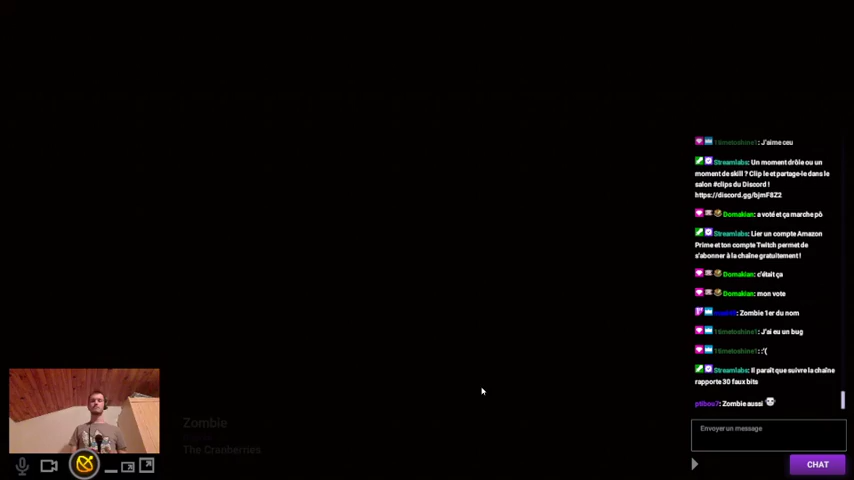 16metoshine1: J'aime ceu
Streamlabs: Un moment drôle ou un
moment de skill ? Clip le et partage-le dans le
salon #clips du Discord !
https://discord.gg/bjmF8Z2
Domakian: a voté et ça marche pô
Streamlabs: Lier un compte Amazon
Prime et ton compte Twitch permet de
s'abonner à la chaîne gratuitement !
Domakian: c'était ça
Domakian: mon vote
: Zombie 1er du nom
16metoshine1: J'ai eu un bug
16metoshine1: :'(
Streamlabs: Il paraît que suivre la chaîne
rapporte 30 faux bits
ptibou7: Zombie aussi
Envoyer un message
CHAT
Zombie
The Cranberries